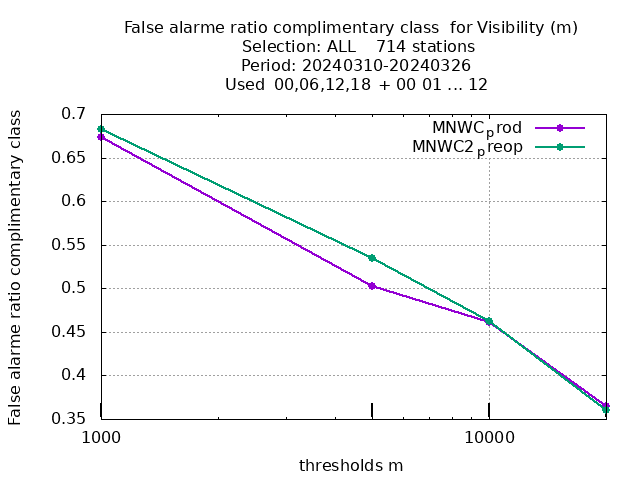 False alarme ratio complimentary class  for Visibility (m)
Selection: ALL    714 stations
Period: 20240310-20240326
Used  00,06,12,18 + 00 01 ... 12
False alarme ratio complimentary class
0.7
0.65
0.6
0.55
0.5
0.45
0.4
0.35
MNWCprod
MNWC2preop
1000
10000
thresholds m